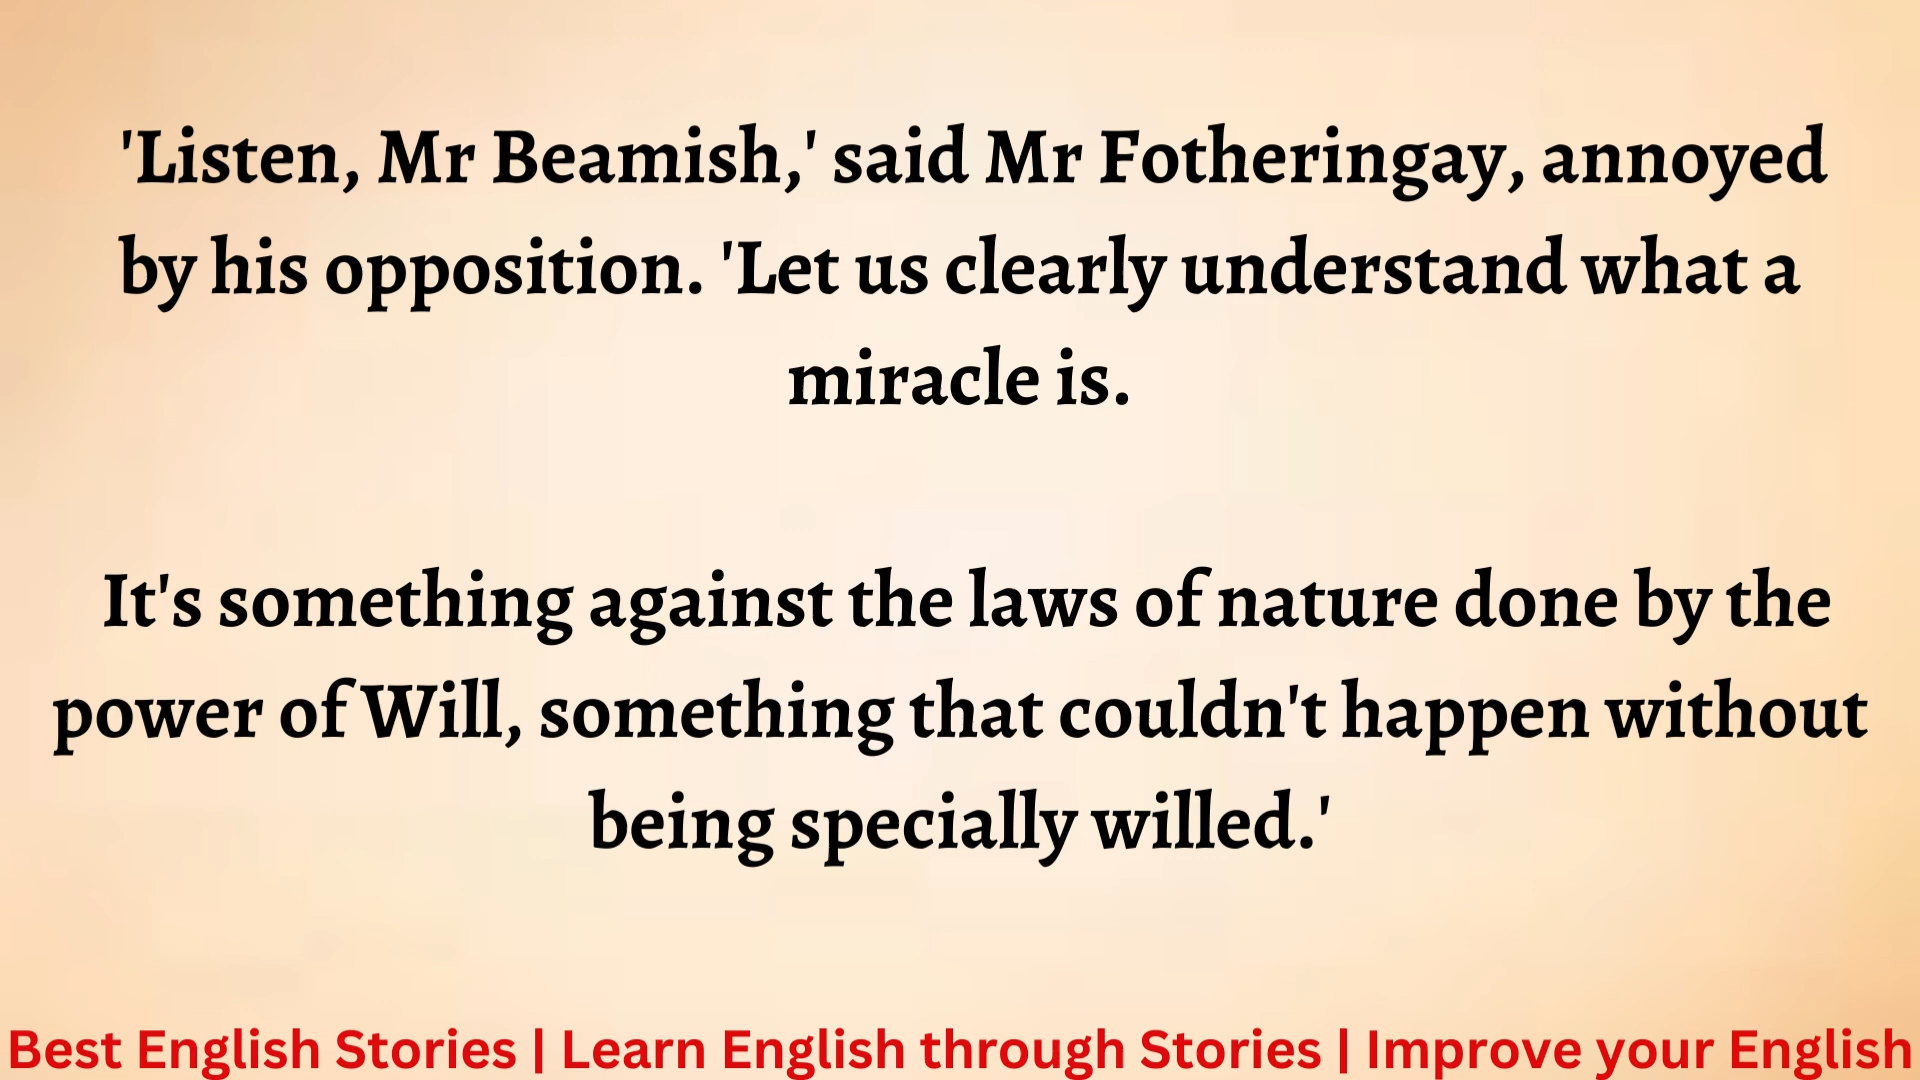 'Listen, Mr Beamish,' said Mr Fotheringay, annoyed
by his opposition. 'Let us clearly understand what a
miracle is.
It's something against the laws of nature done by the
power of Will, something that couldn't happen without
being specially willed.'
Best English Stories | Learn English through Stories | Improve your English